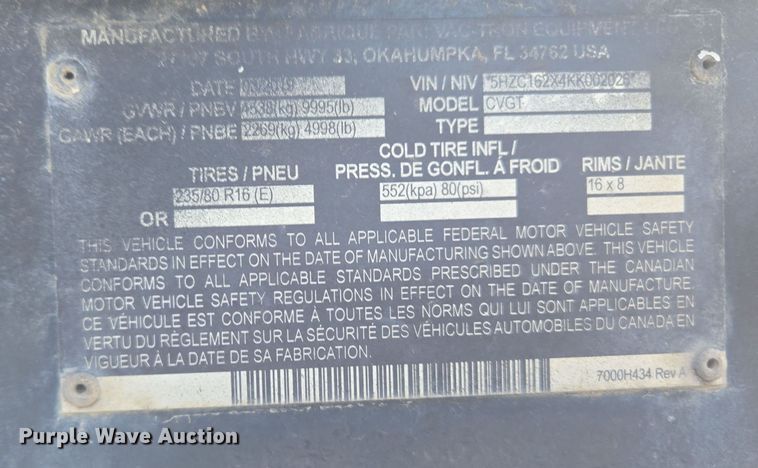 MANUFACTURED BY / FABRIQUE PAR: VAC-TRON EQUIPMENT
SOUTH HWY 33, OKAHUMPKA, FL 34762 USA
DATE VIN / NIV
GVWR / PNBV 9995(lb) MODEL CVGT
GAWR (EACH) / PNBE 2269(kg) 4998(lb) TYPE
COLD TIRE INFL /
TIRES / PNEU PRESS. DE GONFL. Á FROID RIMS / JANTE
235/80 R16 (E) 552(kpa) 80(psi) 16 x 8
OR
THIS VEHICLE CONFORMS TO ALL APPLICABLE FEDERAL MOTOR VEHICLE SAFETY
STANDARDS IN EFFECT ON THE DATE OF MANUFACTURING SHOWN ABOVE. THIS VEHICLE
CONFORMS TO ALL APPLICABLE STANDARDS PRESCRIBED UNDER THE CANADIAN
MOTOR VEHICLE SAFETY REGULATIONS IN EFFECT ON THE DATE OF MANUFACTURE.
CE VÉHICULE EST CONFORME À TOUTES LES NORMS QUI LUI SONT APPLICABLES EN
VERTU DU RÈGLEMENT SUR LA SÉCURITÉ DES VÉHICULES AUTOMOBILES DU CANADA EN
VIGUEUR À LA DATE DE SA FABRICATION.
7000H434 Rev A
Purple Wave Auction